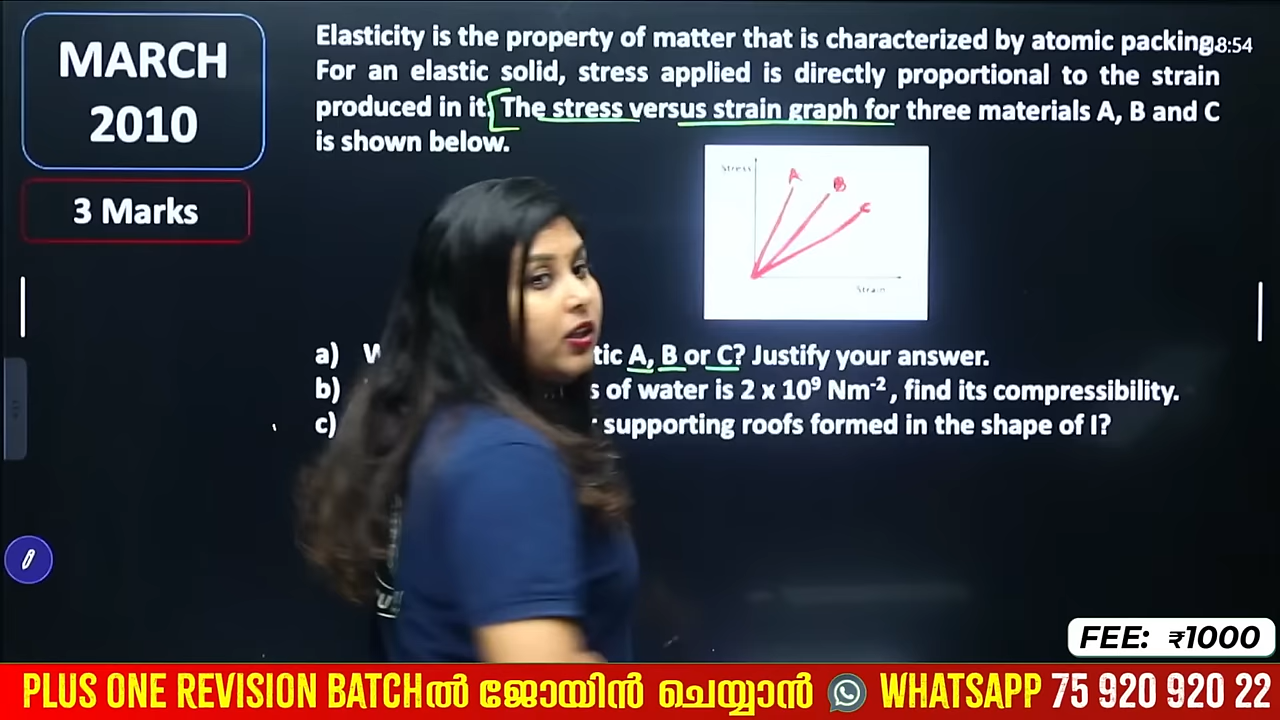 MARCH
2010
3 Marks
Elasticity is the property of matter that is characterized by atomic packing.
For an elastic solid, stress applied is directly proportional to the strain
produced in it. The stress versus strain graph for three materials A, B and C
is shown below.
8:54
Stress
A
B
C
Strain
a) tic A, B or C? Justify your answer.
b) s of water is 2 x 10⁹ Nm⁻², find its compressibility.
c) supporting roofs formed in the shape of I?
FEE: ₹1000
PLUS ONE REVISION BATCHൽ ജോയിൻ ചെയ്യാൻ WHATSAPP 75 920 920 22